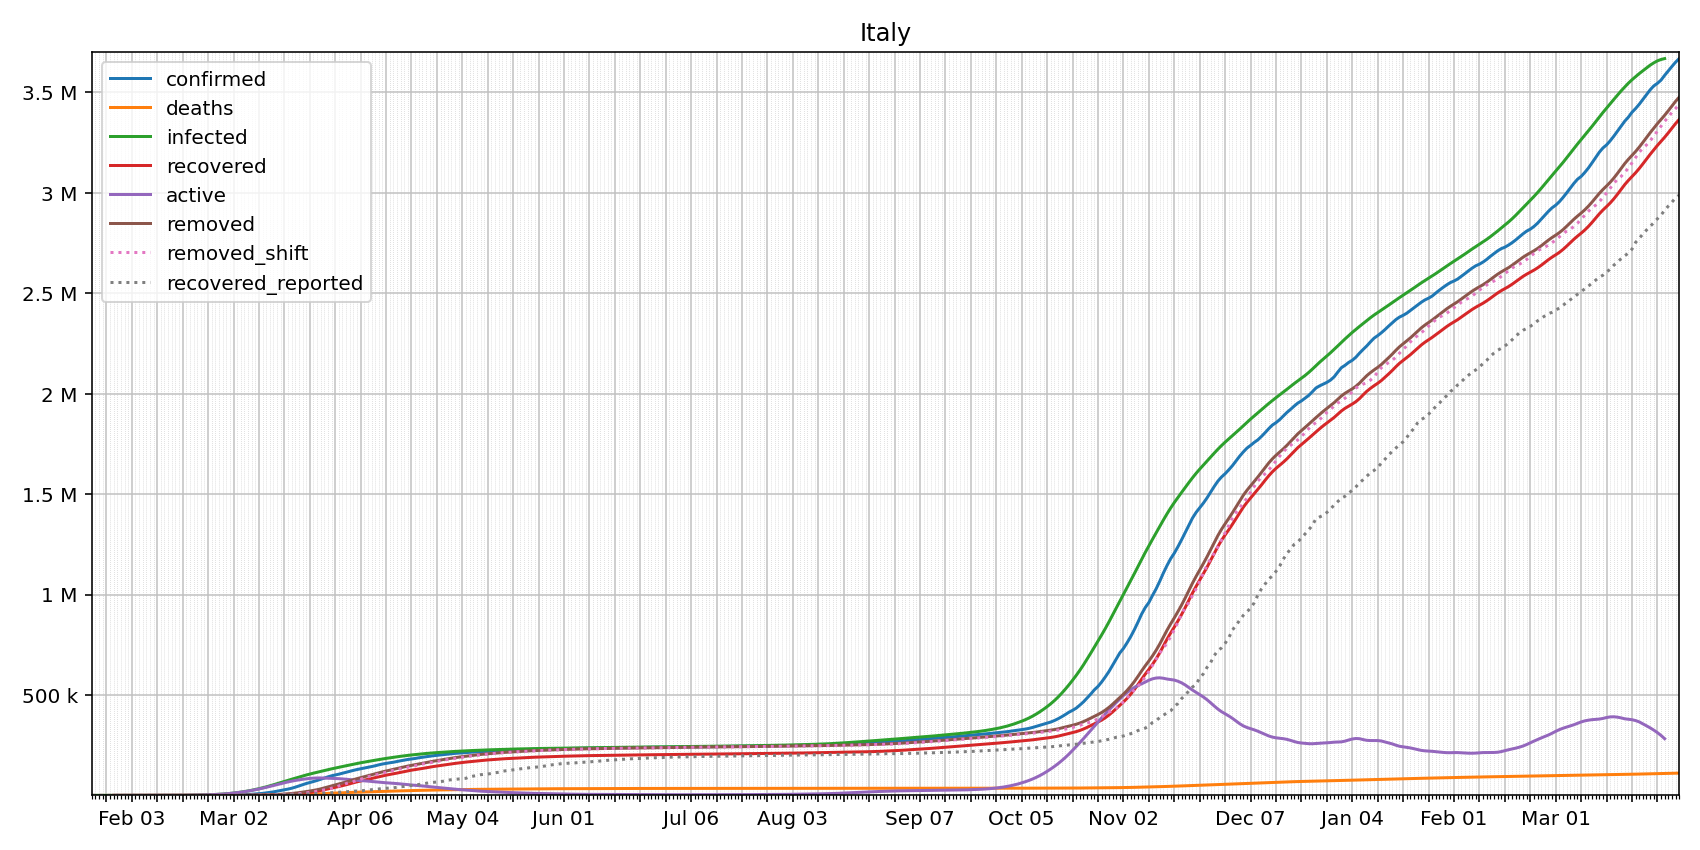 Italy
confirmed
deaths
infected
recovered
active
removed
removed_shift
recovered_reported
3.5 M
3 M
2.5 M
2 M
1.5 M
1 M
500 k
Feb 03 Mar 02 Apr 06 May 04 Jun 01 Jul 06 Aug 03 Sep 07 Oct 05 Nov 02 Dec 07 Jan 04 Feb 01 Mar 01